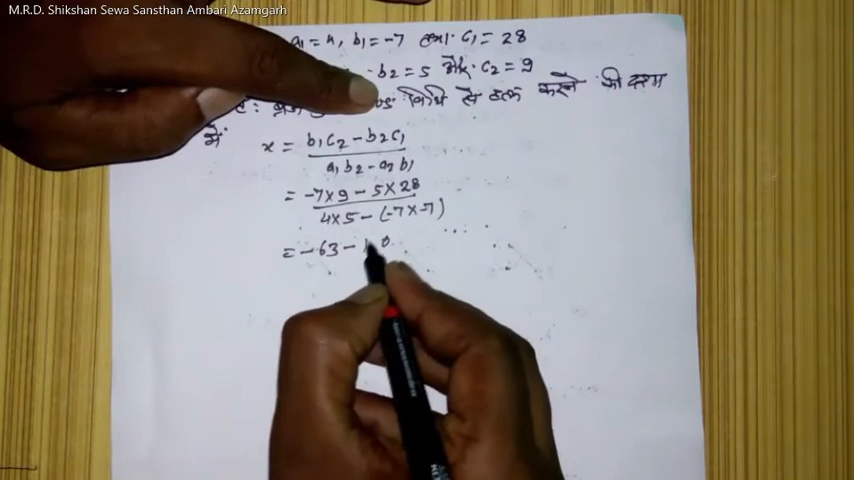 M.R.D. Shikshan Sewa Sansthan Ambari Azamgarh
a₁ = 4, b₁ = -7 तथा c₁ = 28
b₂ = 5 और c₂ = 9
विधि से हल करने की दशा
में
x = b₁c₂ - b₂c₁
a₁b₂ - a₂b₁
= -7×9 - 5×28
4×5 - (-7×-7)
= -63 - 1